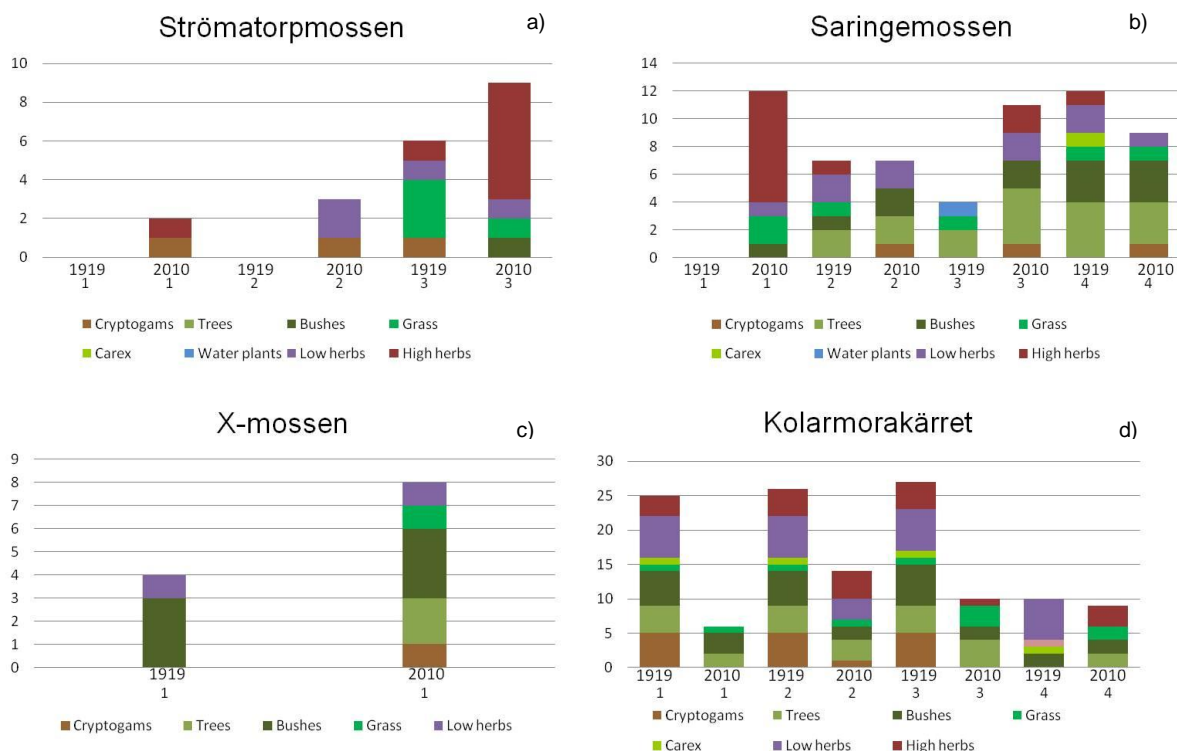 Strömatorpmossen a)
10
8
6
4
2
0
1919 2010 1919 2010 1919 2010
1 1 2 2 3 3
Cryptogams Trees Bushes Grass
Carex Water plants Low herbs High herbs
Saringemossen b)
14
12
10
8
6
4
2
0
1919 2010 1919 2010 1919 2010 1919 2010
1 1 2 2 3 3 4 4
Cryptogams Trees Bushes Grass
Carex Water plants Low herbs High herbs
X-mossen c)
9
8
7
6
5
4
3
2
1
0
1919 2010
1 1
Cryptogams Trees Bushes Grass Low herbs
Kolarmorakärret d)
30
25
20
15
10
5
0
1919 2010 1919 2010 1919 2010 1919 2010
1 1 2 2 3 3 4 4
Cryptogams Trees Bushes Grass
Carex Low herbs High herbs